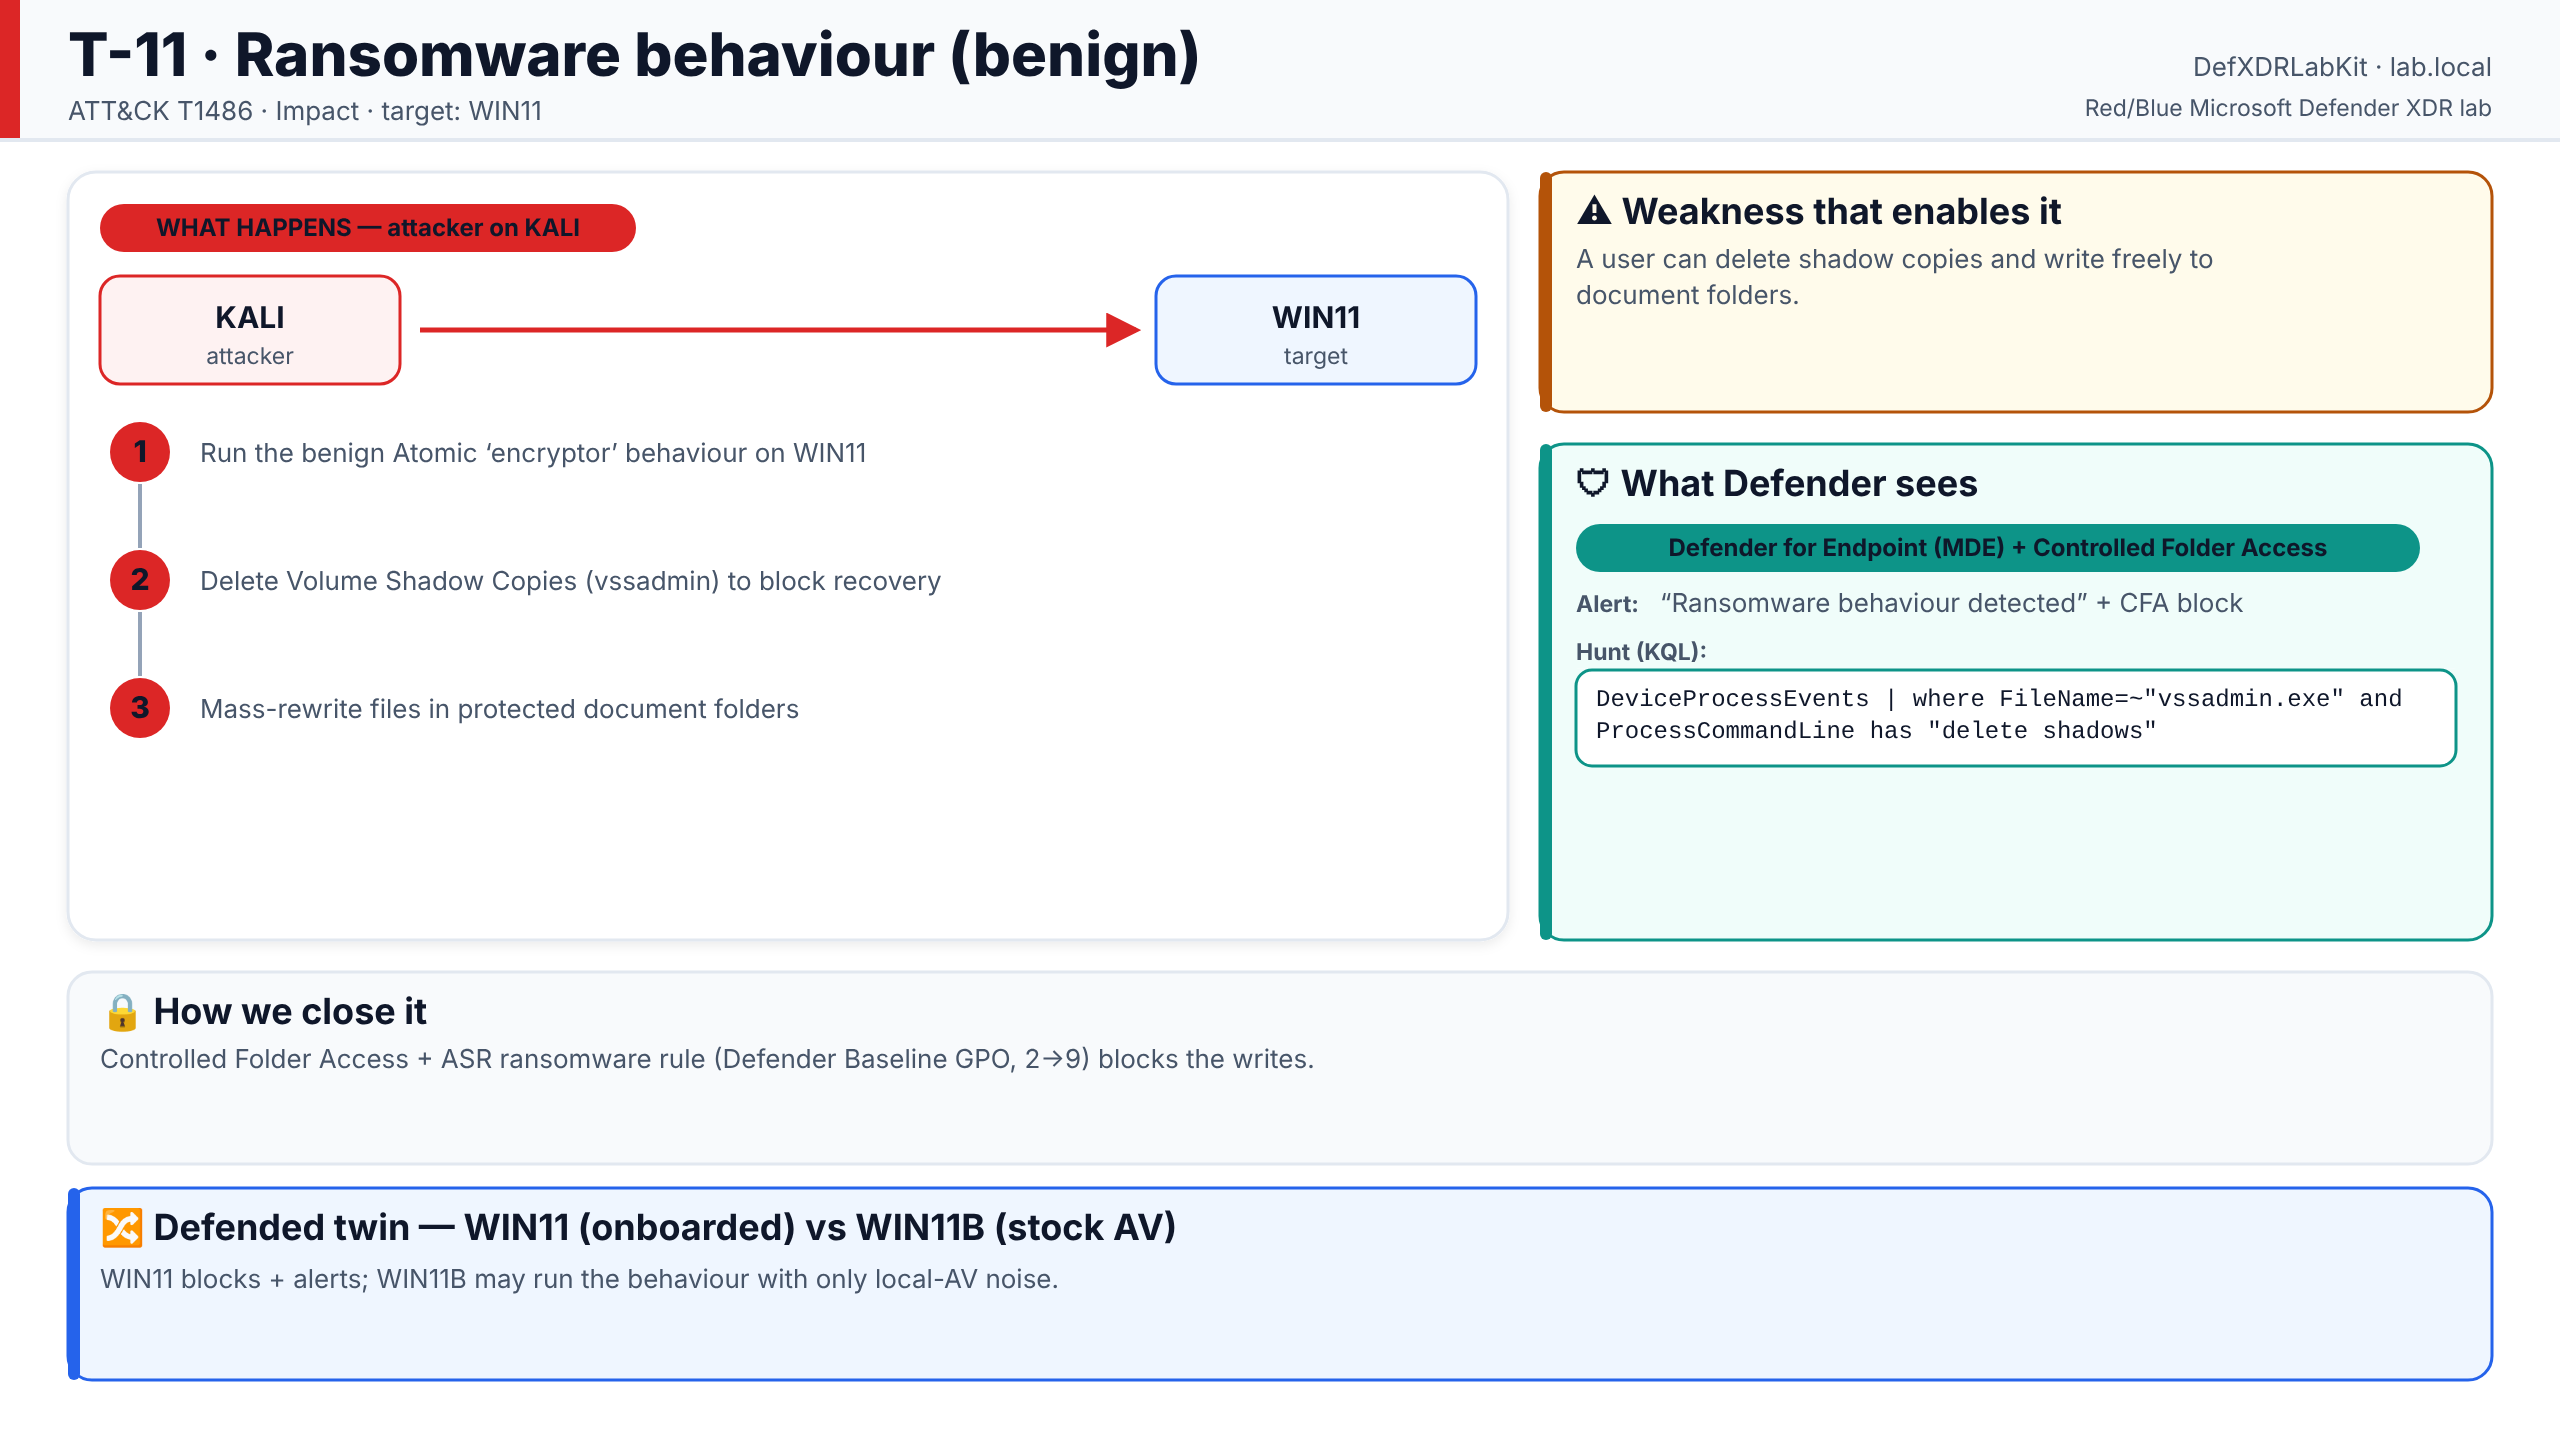 T-11 · Ransomware behaviour (benign)
ATT&CK T1486 · Impact · target: WIN11
DefXDRLabKit · lab.local
Red/Blue Microsoft Defender XDR lab
WHAT HAPPENS — attacker on KALI
KALI
attacker
WIN11
target
1 Run the benign Atomic ‘encryptor’ behaviour on WIN11
2 Delete Volume Shadow Copies (vssadmin) to block recovery
3 Mass-rewrite files in protected document folders
⚠ Weakness that enables it
A user can delete shadow copies and write freely to
document folders.
🛡 What Defender sees
Defender for Endpoint (MDE) + Controlled Folder Access
Alert: “Ransomware behaviour detected” + CFA block
Hunt (KQL):
DeviceProcessEvents | where FileName=~"vssadmin.exe" and
ProcessCommandLine has "delete shadows"
🔒 How we close it
Controlled Folder Access + ASR ransomware rule (Defender Baseline GPO, 2→9) blocks the writes.
🔀 Defended twin — WIN11 (onboarded) vs WIN11B (stock AV)
WIN11 blocks + alerts; WIN11B may run the behaviour with only local-AV noise.